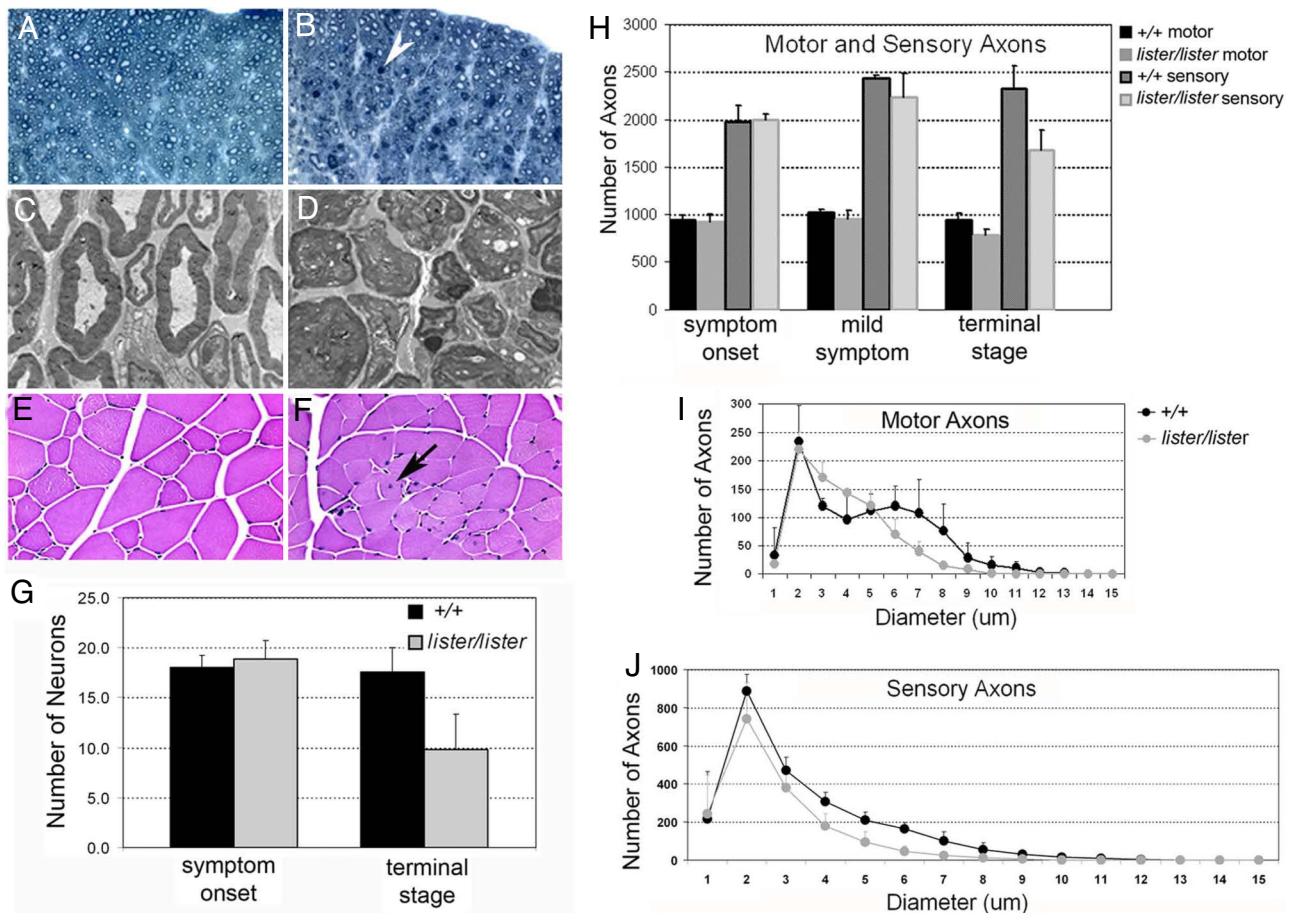 A
B
C
D
E
F
G
25.0
20.0
15.0
10.0
5.0
0.0
Number of Neurons
+/+
lister/lister
symptom
onset
terminal
stage
H
3000
2500
2000
1500
1000
500
0
Number of Axons
Motor and Sensory Axons
+/+ motor
lister/lister motor
+/+ sensory
lister/lister sensory
symptom
onset
mild
symptom
terminal
stage
I
300
250
200
150
100
50
0
Number of Axons
Motor Axons
+/+
lister/lister
1 2 3 4 5 6 7 8 9 10 11 12 13 14 15
Diameter (um)
J
1000
800
600
400
200
0
Number of Axons
Sensory Axons
1 2 3 4 5 6 7 8 9 10 11 12 13 14 15
Diameter (um)